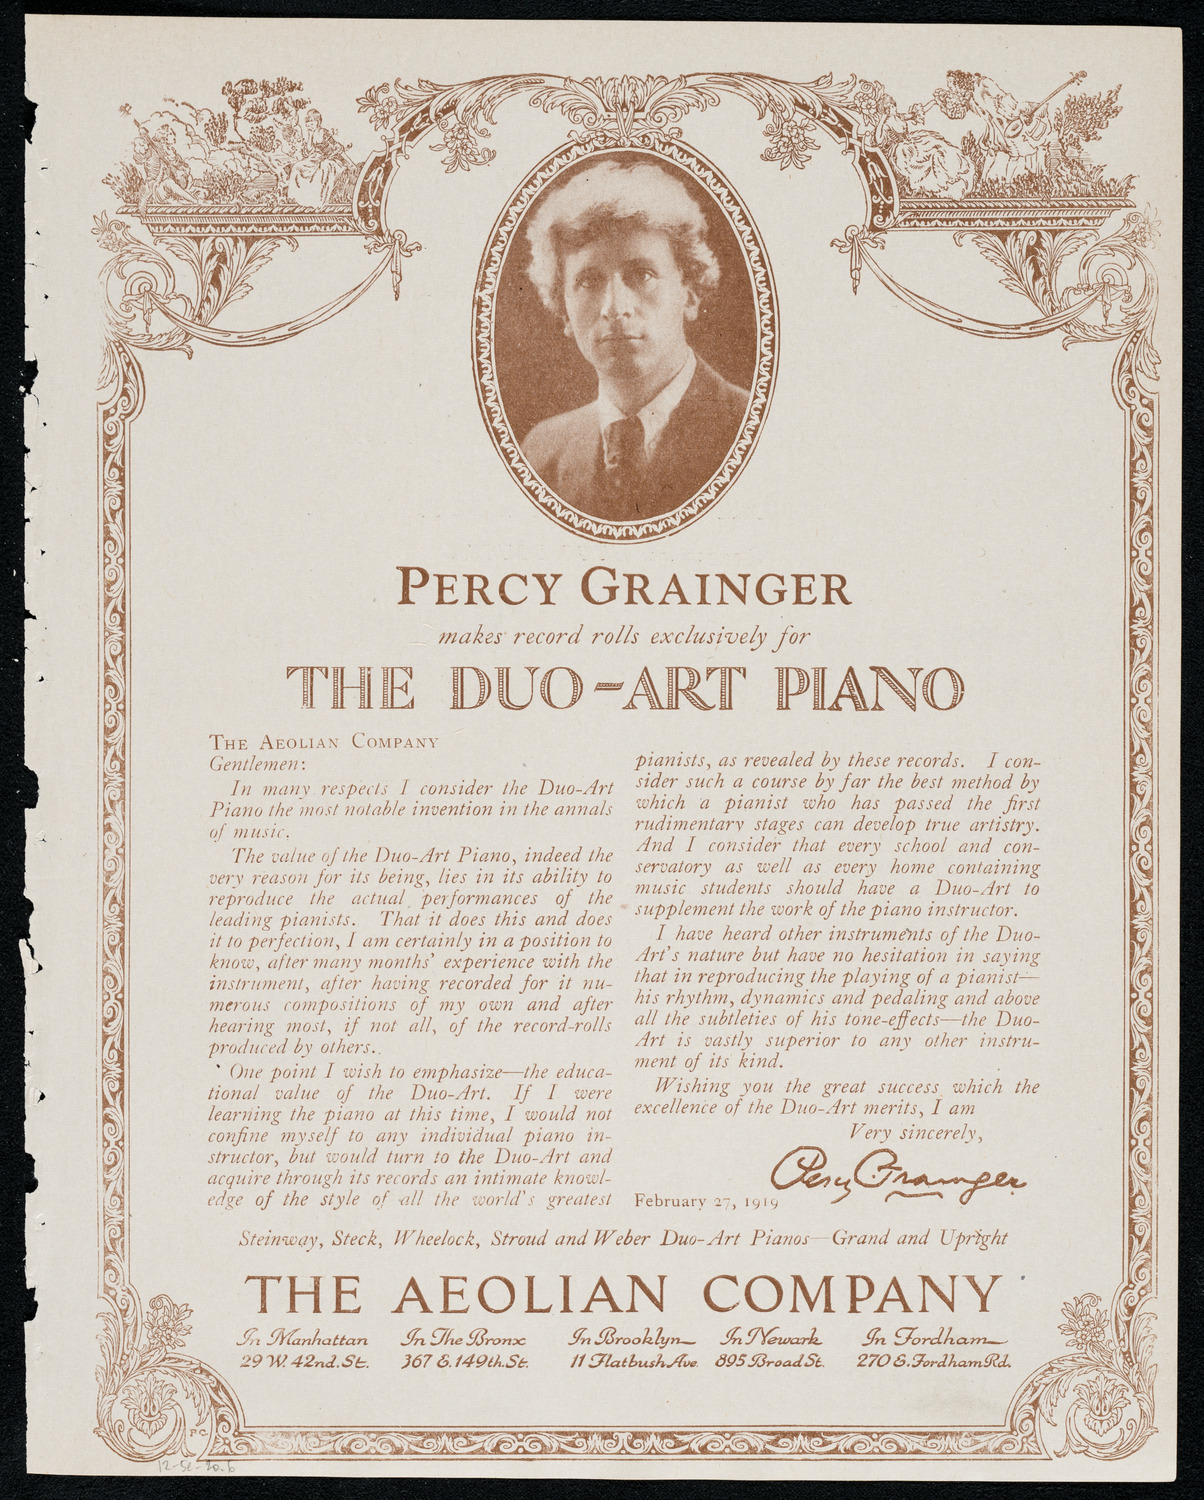 PERCY GRAINGER
makes record rolls exclusively for
THE DUO-ART PIANO
THE AEOLIAN COMPANY
Gentlemen:
In many respects I consider the Duo-Art
Piano the most notable invention in the annals
of music.
The value of the Duo-Art Piano, indeed the
very reason for its being, lies in its ability to
reproduce the actual performances of the
leading pianists. That it does this and does
it to perfection, I am certainly in a position to
know, after many months' experience with the
instrument, after having recorded for it nu-
merous compositions of my own and after
hearing most, if not all, of the record-rolls
produced by others.
One point I wish to emphasize—the educa-
tional value of the Duo-Art. If I were
learning the piano at this time, I would not
confine myself to any individual piano in-
structor, but would turn to the Duo-Art and
acquire through its records an intimate knowl-
edge of the style of all the world's greatest
pianists, as revealed by these records. I con-
sider such a course by far the best method by
which a pianist who has passed the first
rudimentary stages can develop true artistry.
And I consider that every school and con-
servatory as well as every home containing
music students should have a Duo-Art to
supplement the work of the piano instructor.
I have heard other instruments of the Duo-
Art's nature but have no hesitation in saying
that in reproducing the playing of a pianist—
his rhythm, dynamics and pedaling and above
all the subtleties of his tone-effects—the Duo-
Art is vastly superior to any other instru-
ment of its kind.
Wishing you the great success which the
excellence of the Duo-Art merits, I am
Very sincerely,
Percy Grainger
February 27, 1919
Steinway, Steck, Wheelock, Stroud and Weber Duo-Art Pianos—Grand and Upright
THE AEOLIAN COMPANY
In Manhattan In The Bronx In Brooklyn In Newark In Fordham
29 W. 42nd. St. 367 E. 149th. St. 11 Flatbush Ave. 895 Broad St. 270 E. Fordham Rd.
F.C.
12-5e-20.6